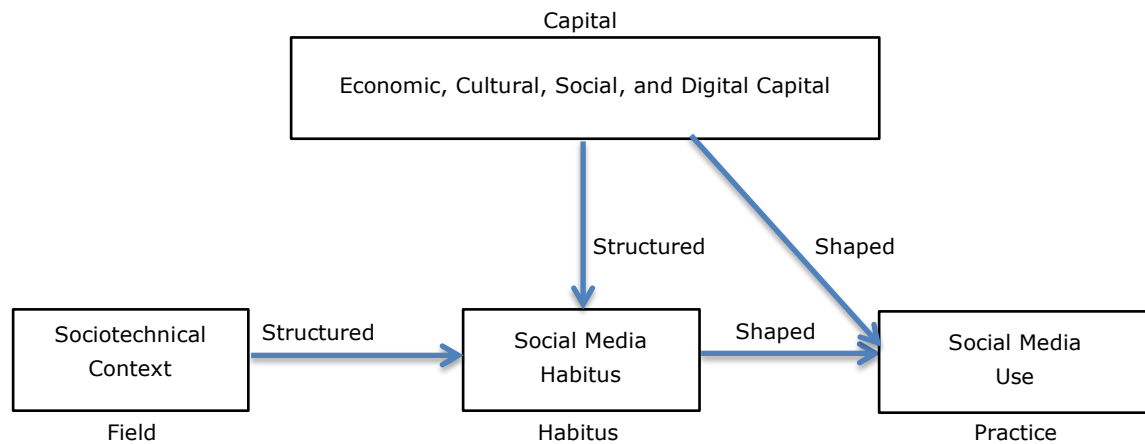 Capital
Economic, Cultural, Social, and Digital Capital
Structured
Shaped
Sociotechnical
Context
Structured
Social Media
Habitus
Shaped
Social Media
Use
Field
Habitus
Practice